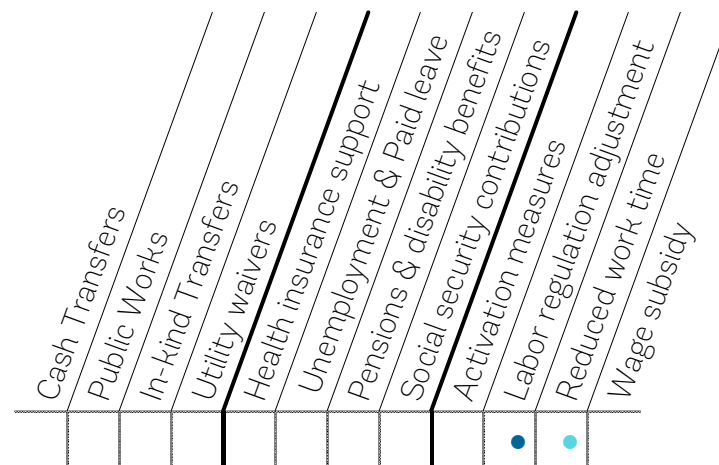 Cash Transfers
Public Works
In-kind Transfers
Utility waivers
Health insurance support
Unemployment & Paid leave
Pensions & disability benefits
Social security contributions
Activation measures
Labor regulation adjustment
Reduced work time
Wage subsidy